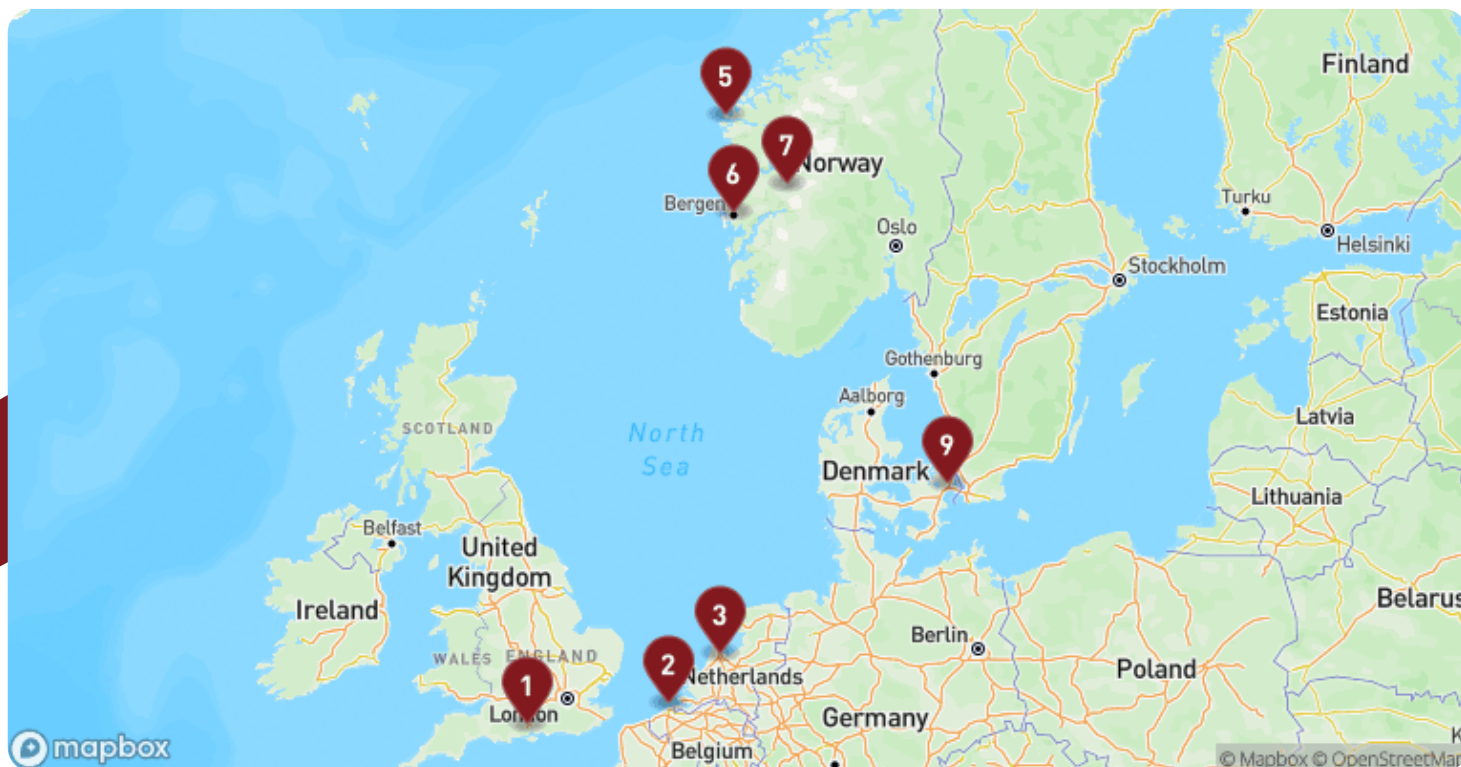 Finland
5
7
Norway
6
Bergen
Turku
Oslo
Helsinki
Stockholm
Estonia
Gothenburg
Aalborg
Latvia
SCOTLAND
North
Sea
9
Denmark
Lithuania
Belfast
United
Kingdom
Belarus
Ireland
3
Berlin
WALES
ENGLAND
2
Netherlands
Poland
1
London
Germany
Belgium
mapbox
© Mapbox © OpenStreetMap